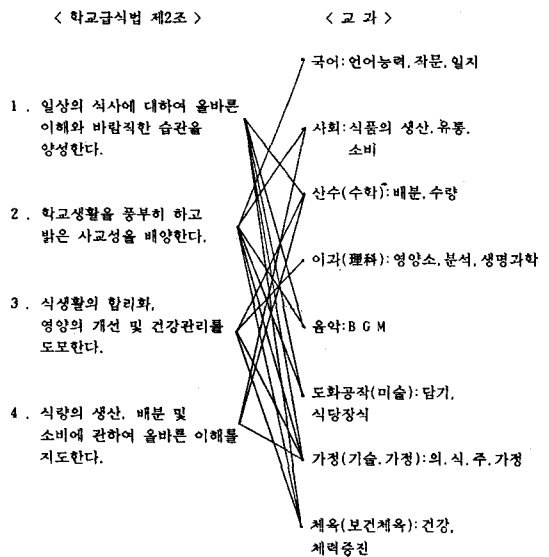 < 학교급식법 제2조 >
< 교 과 >
1 . 일상의 식사에 대하여 올바른
이해와 바람직한 습관을
양성한다.
2 . 학교생활을 풍부히 하고
밝은 사교성을 배양한다.
3 . 식생활의 합리화,
영양의 개선 및 건강관리를
도모한다.
4 . 식량의 생산, 배분 및
소비에 관하여 올바른 이해를
지도한다.
국어:언어능력, 작문, 일지
사회:식품의 생산, 유통,
소비
산수(수학):배분, 수량
이과(理科):영양소, 분석, 생명과학
음악:B G M
도화공작(미술):담기,
식당장식
가정(기술, 가정):의, 식, 주, 가정
체육(보건체육):건강,
체력증진